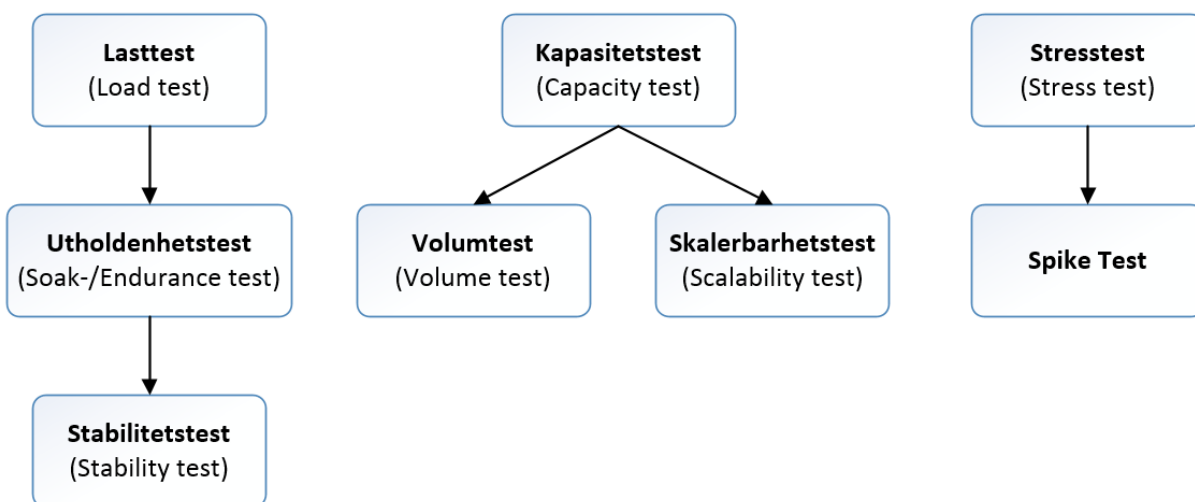 Lasttest
(Load test)
Kapasitetstest
(Capacity test)
Stresstest
(Stress test)
Utholdenhetstest
(Soak-/Endurance test)
Volumtest
(Volume test)
Skalerbarhetstest
(Scalability test)
Spike Test
Stabilitetstest
(Stability test)